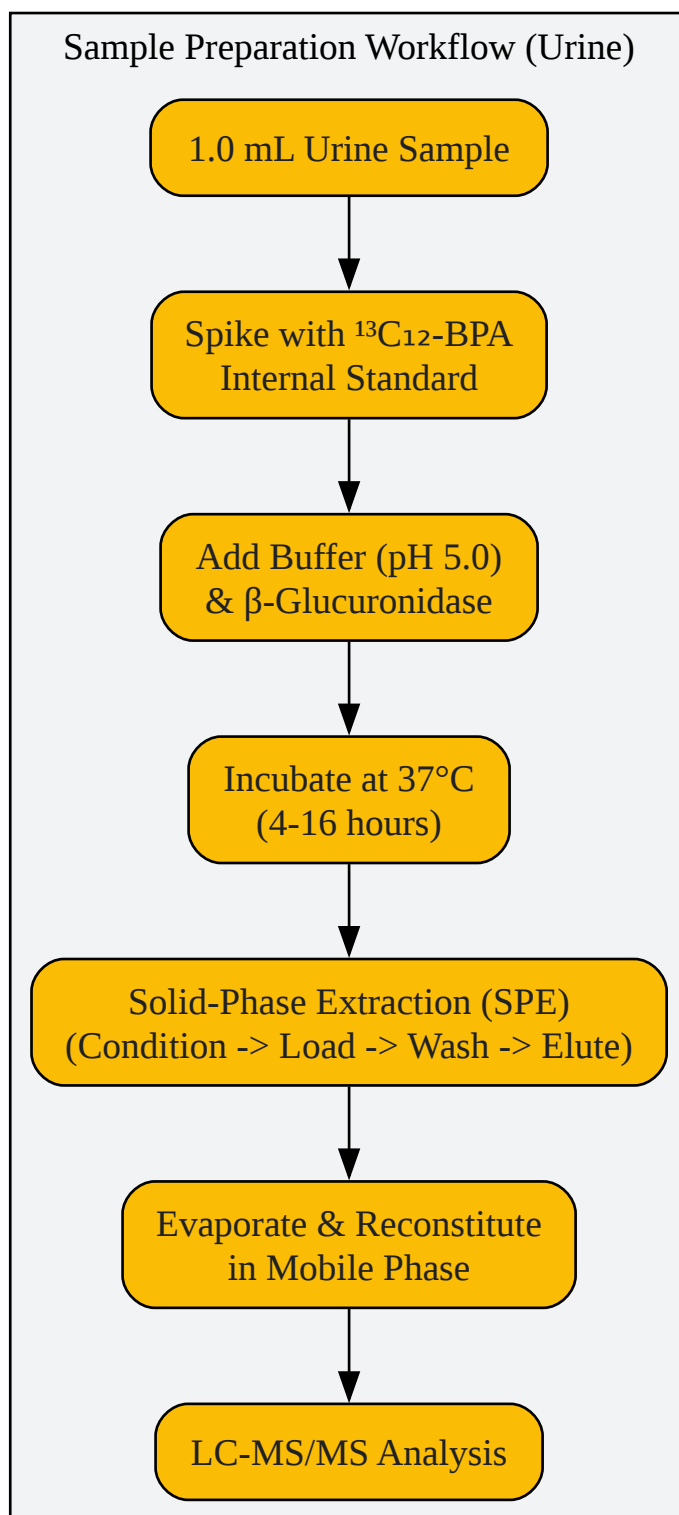 Sample Preparation Workflow (Urine)
1.0 mL Urine Sample
Spike with ¹³C₁₂-BPA
Internal Standard
Add Buffer (pH 5.0)
& β-Glucuronidase
Incubate at 37°C
(4-16 hours)
Solid-Phase Extraction (SPE)
(Condition -> Load -> Wash -> Elute)
Evaporate & Reconstitute
in Mobile Phase
LC-MS/MS Analysis